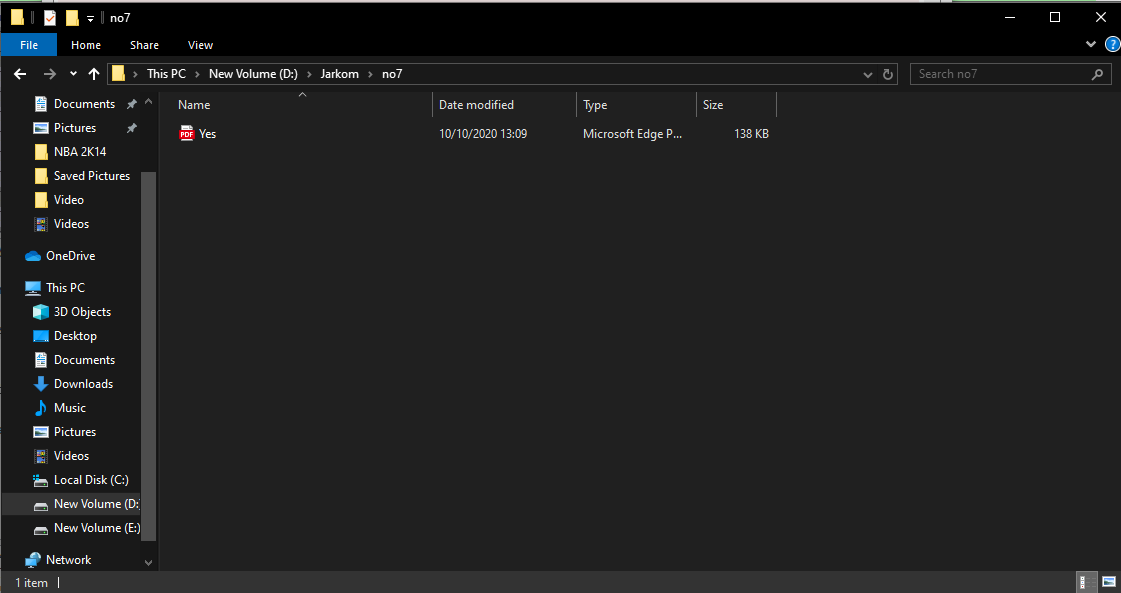 no7
File Home Share View
This PC New Volume (D:) Jarkom no7
Search no7
Name Date modified Type Size
PDF Yes 10/10/2020 13:09 Microsoft Edge P... 138 KB
Documents
Pictures
NBA 2K14
Saved Pictures
Video
Videos
OneDrive
This PC
3D Objects
Desktop
Documents
Downloads
Music
Pictures
Videos
Local Disk (C:)
New Volume (D:
New Volume (E:)
Network
1 item